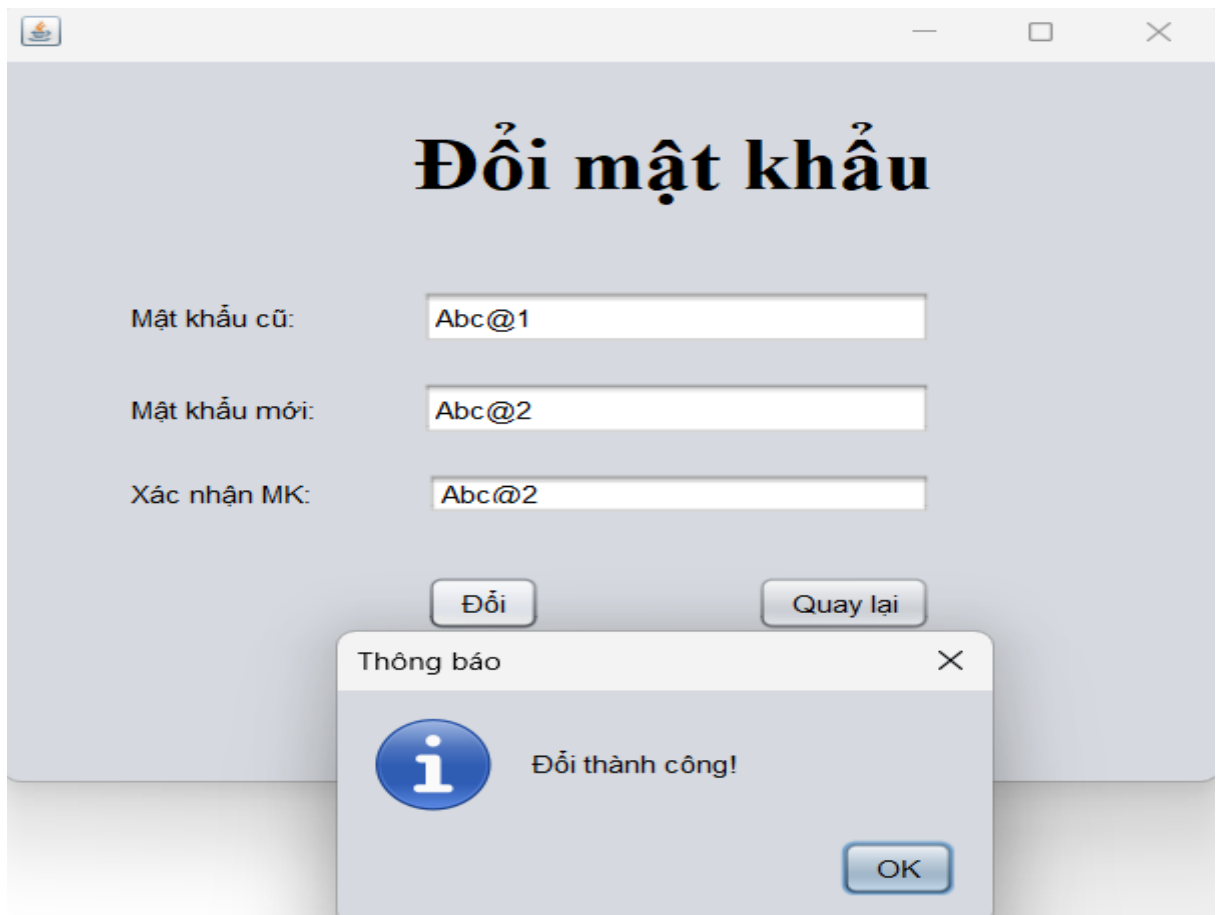 Đổi mật khẩu
Mật khẩu cũ: Abc@1
Mật khẩu mới: Abc@2
Xác nhận MK: Abc@2
Đổi Quay lại
Thông báo
Đổi thành công!
OK